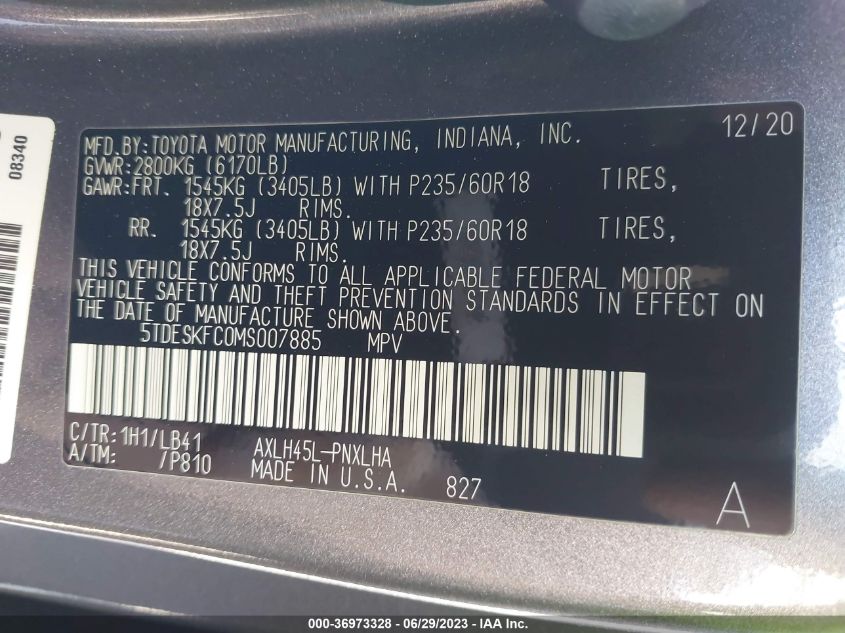 08340
MFD.BY:TOYOTA MOTOR MANUFACTURING, INDIANA, INC. 12/20
GVWR:2800KG (6170LB)
GAWR:FRT. 1545KG (3405LB) WITH P235/60R18 TIRES,
18X7.5J RIMS.
RR. 1545KG (3405LB) WITH P235/60R18 TIRES,
18X7.5J RIMS.
THIS VEHICLE CONFORMS TO ALL APPLICABLE FEDERAL MOTOR
VEHICLE SAFETY AND THEFT PREVENTION STANDARDS IN EFFECT ON
THE DATE OF MANUFACTURE SHOWN ABOVE.
5TDESKFC0MS007885 MPV
C/TR:1H1/LB41 AXLH45L-PNXLHA
A/TM: /P810 MADE IN U.S.A. 827
A
000-36973328 - 06/29/2023 - IAA Inc.